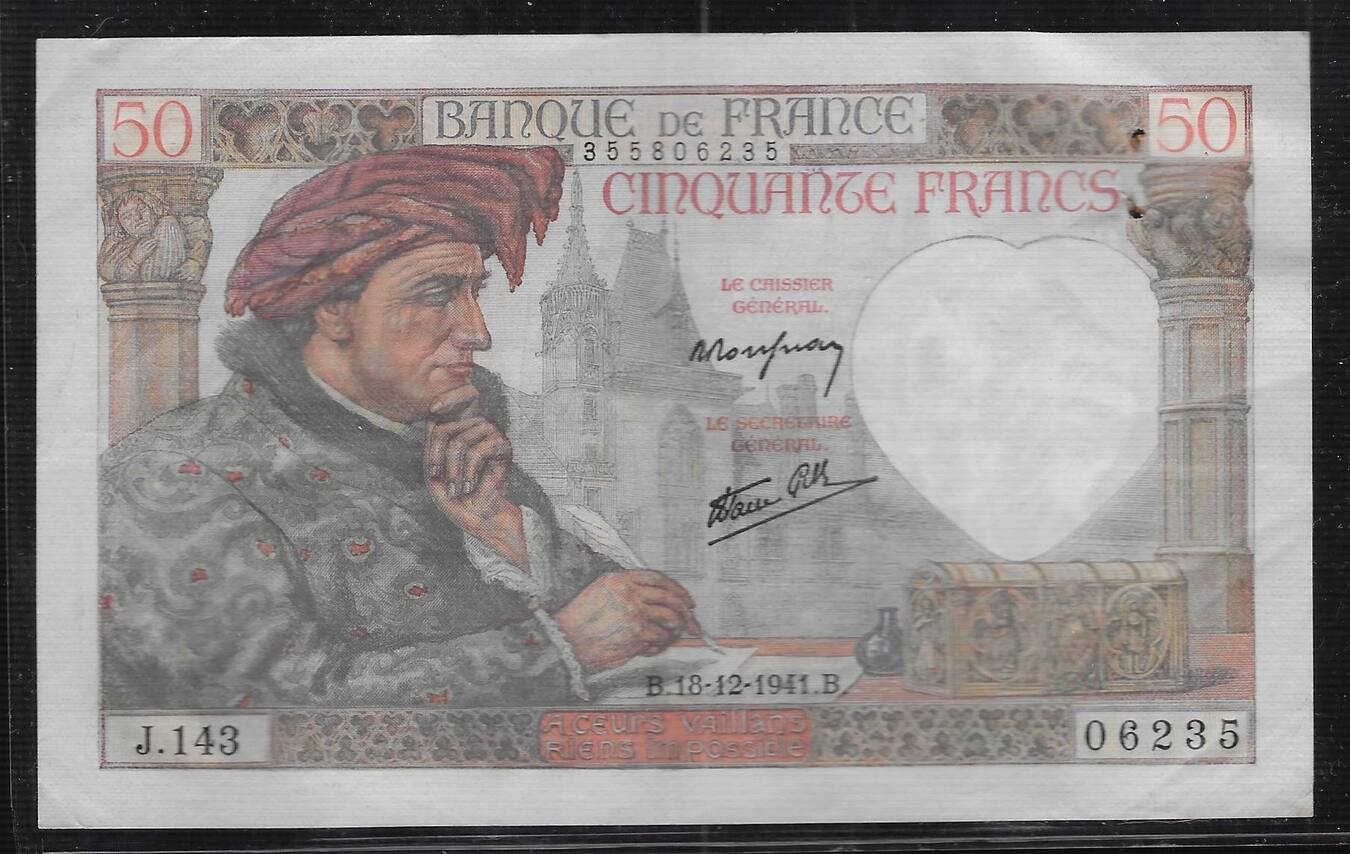 50
BANQUE DE FRANCE
50
355806235
CINQUANTE FRANCS
LE CAISSIER
GÉNÉRAL.
LE SECRÉTAIRE
GÉNÉRAL.
B.18-12-1941.B
J.143
A CEURS VAILLANS
RIENS IMPOSSIBLE
06235